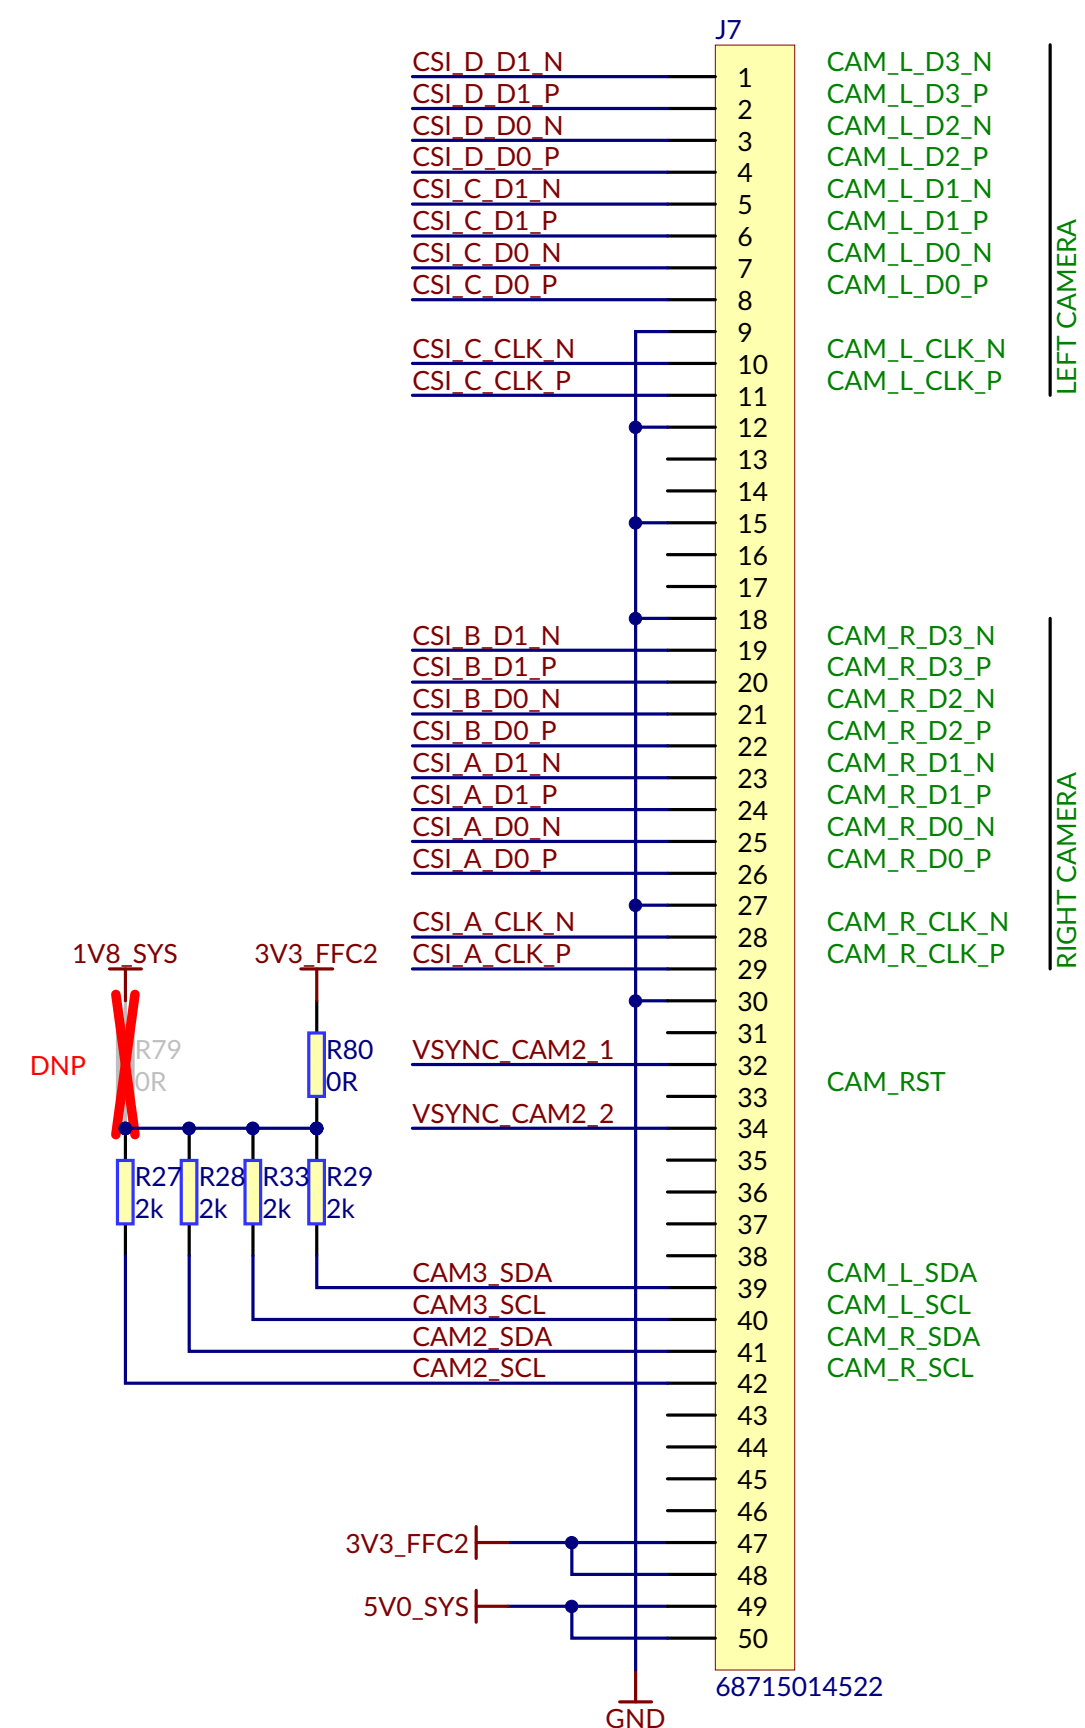 J7
CSI_D_D1_N 1 CAM_L_D3_N
CSI_D_D1_P 2 CAM_L_D3_P
CSI_D_D0_N 3 CAM_L_D2_N
CSI_D_D0_P 4 CAM_L_D2_P
CSI_C_D1_N 5 CAM_L_D1_N
CSI_C_D1_P 6 CAM_L_D1_P
CSI_C_D0_N 7 CAM_L_D0_N
CSI_C_D0_P 8 CAM_L_D0_P
9
CSI_C_CLK_N 10 CAM_L_CLK_N
CSI_C_CLK_P 11 CAM_L_CLK_P
LEFT CAMERA
12
13
14
15
16
17
18
CSI_B_D1_N 19 CAM_R_D3_N
CSI_B_D1_P 20 CAM_R_D3_P
CSI_B_D0_N 21 CAM_R_D2_N
CSI_B_D0_P 22 CAM_R_D2_P
CSI_A_D1_N 23 CAM_R_D1_N
CSI_A_D1_P 24 CAM_R_D1_P
CSI_A_D0_N 25 CAM_R_D0_N
CSI_A_D0_P 26 CAM_R_D0_P
27
CSI_A_CLK_N 28 CAM_R_CLK_N
1V8_SYS 3V3_FFC2 CSI_A_CLK_P 29 CAM_R_CLK_P
RIGHT CAMERA
30
31
DNP R79 R80 VSYNC_CAM2_1 32
0R 0R 33 CAM_RST
VSYNC_CAM2_2 34
35
R27 R28 R33 R29 36
2k 2k 2k 2k 37
38
CAM3_SDA 39 CAM_L_SDA
CAM3_SCL 40 CAM_L_SCL
CAM2_SDA 41 CAM_R_SDA
CAM2_SCL 42 CAM_R_SCL
43
44
45
46
3V3_FFC2 47
48
5V0_SYS 49
50
68715014522
GND